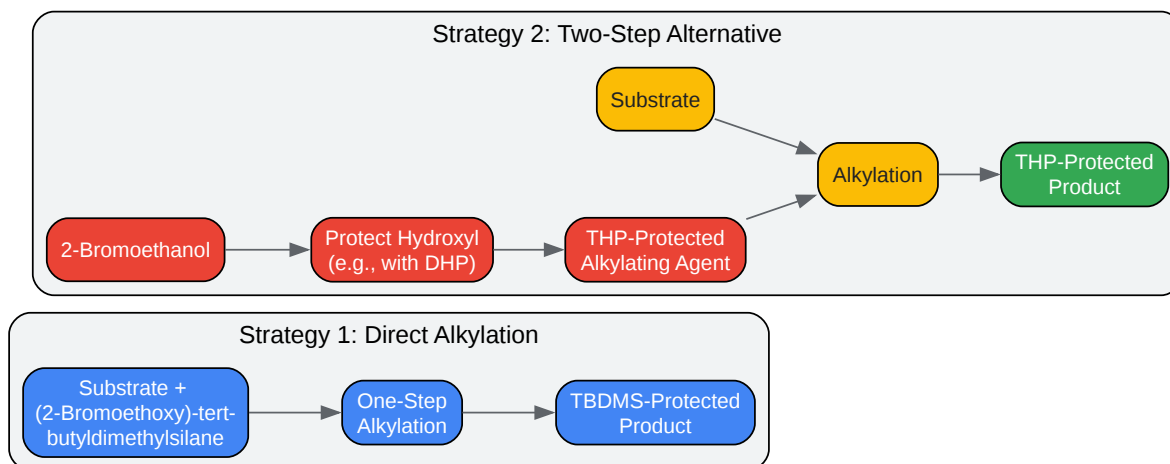 Strategy 2: Two-Step Alternative
Substrate
Alkylation
THP-Protected
Product
2-Bromoethanol
Protect Hydroxyl
(e.g., with DHP)
THP-Protected
Alkylating Agent
Strategy 1: Direct Alkylation
Substrate +
(2-Bromoethoxy)-tert-
butyldimethylsilane
One-Step
Alkylation
TBDMS-Protected
Product